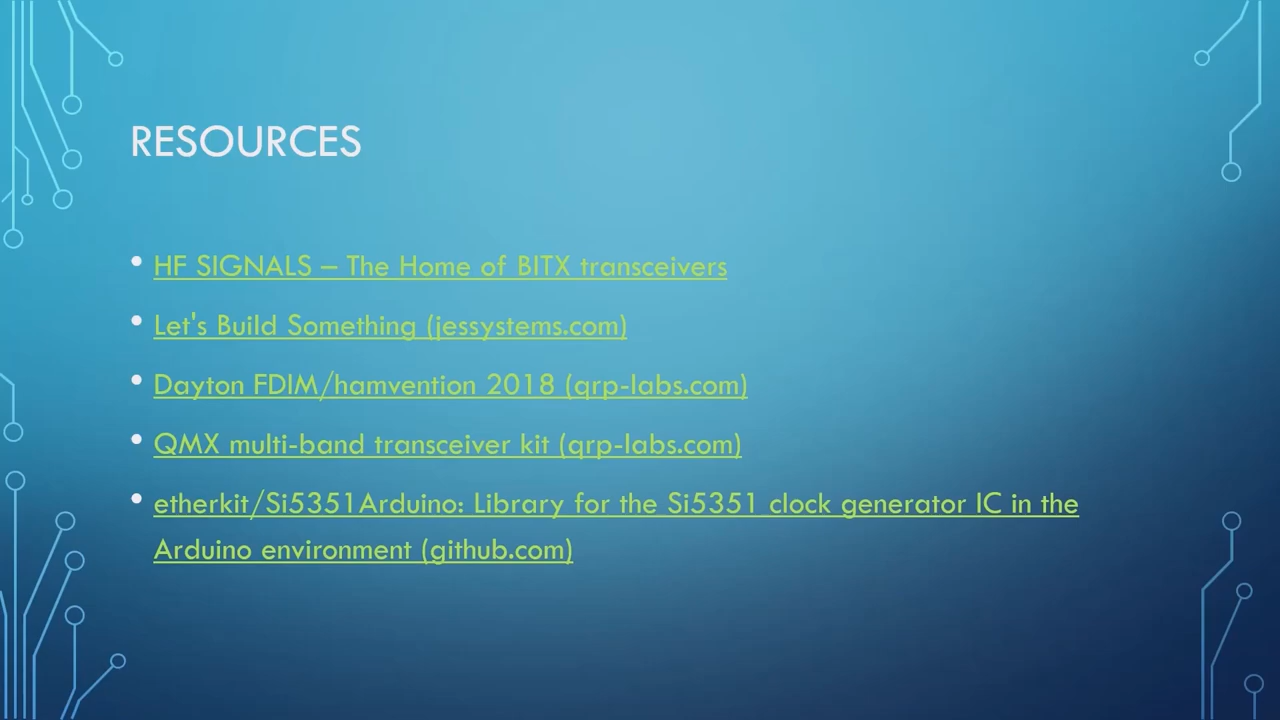 RESOURCES
• HF SIGNALS – The Home of BITX transceivers
• Let's Build Something (jessystems.com)
• Dayton FDIM/hamvention 2018 (qrp-labs.com)
• QMX multi-band transceiver kit (qrp-labs.com)
• etherkit/Si5351Arduino: Library for the Si5351 clock generator IC in the
Arduino environment (github.com)